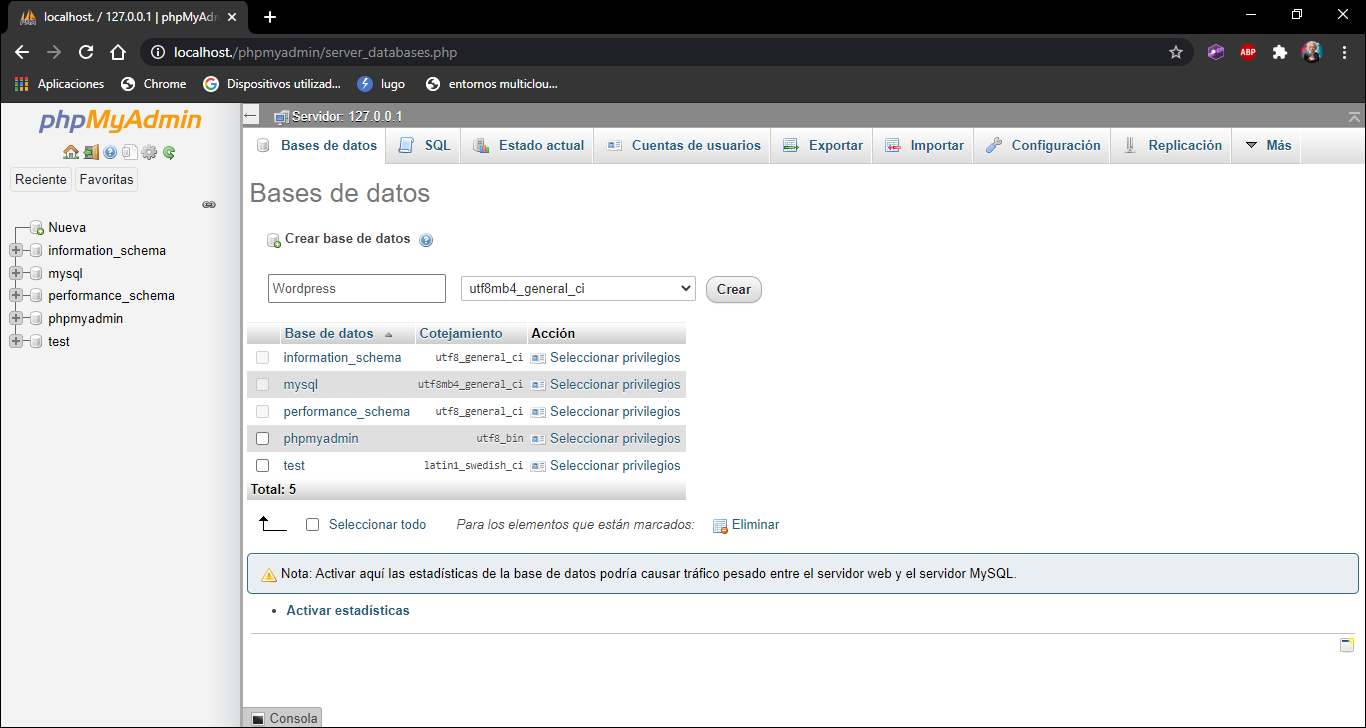 localhost. / 127.0.0.1 | phpMyAdm
localhost./phpmyadmin/server_databases.php
ABP
Aplicaciones Chrome Dispositivos utilizad... lugo entornos multiclou...
phpMyAdmin
Reciente Favoritas
Nueva
information_schema
mysql
performance_schema
phpmyadmin
test
Servidor: 127.0.0.1
Bases de datos SQL Estado actual Cuentas de usuarios Exportar Importar Configuración Replicación Más
Bases de datos
Crear base de datos
Wordpress utf8mb4_general_ci Crear
Base de datos Cotejamiento Acción
information_schema utf8_general_ci Seleccionar privilegios
mysql utf8mb4_general_ci Seleccionar privilegios
performance_schema utf8_general_ci Seleccionar privilegios
phpmyadmin utf8_bin Seleccionar privilegios
test latin1_swedish_ci Seleccionar privilegios
Total: 5
Seleccionar todo Para los elementos que están marcados: Eliminar
Nota: Activar aquí las estadísticas de la base de datos podría causar tráfico pesado entre el servidor web y el servidor MySQL.
• Activar estadísticas
Consola